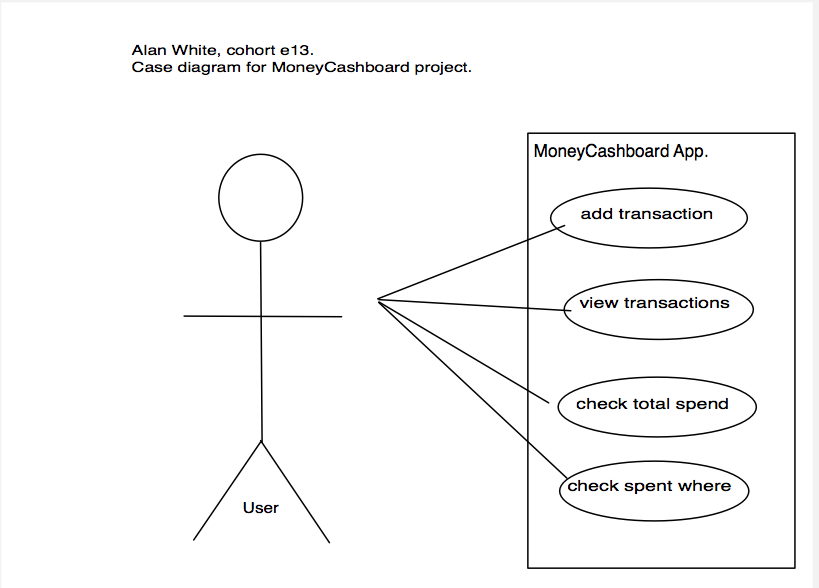 Alan White, cohort e13.
Case diagram for MoneyCashboard project.
MoneyCashboard App.
add transaction
view transactions
check total spend
check spent where
User